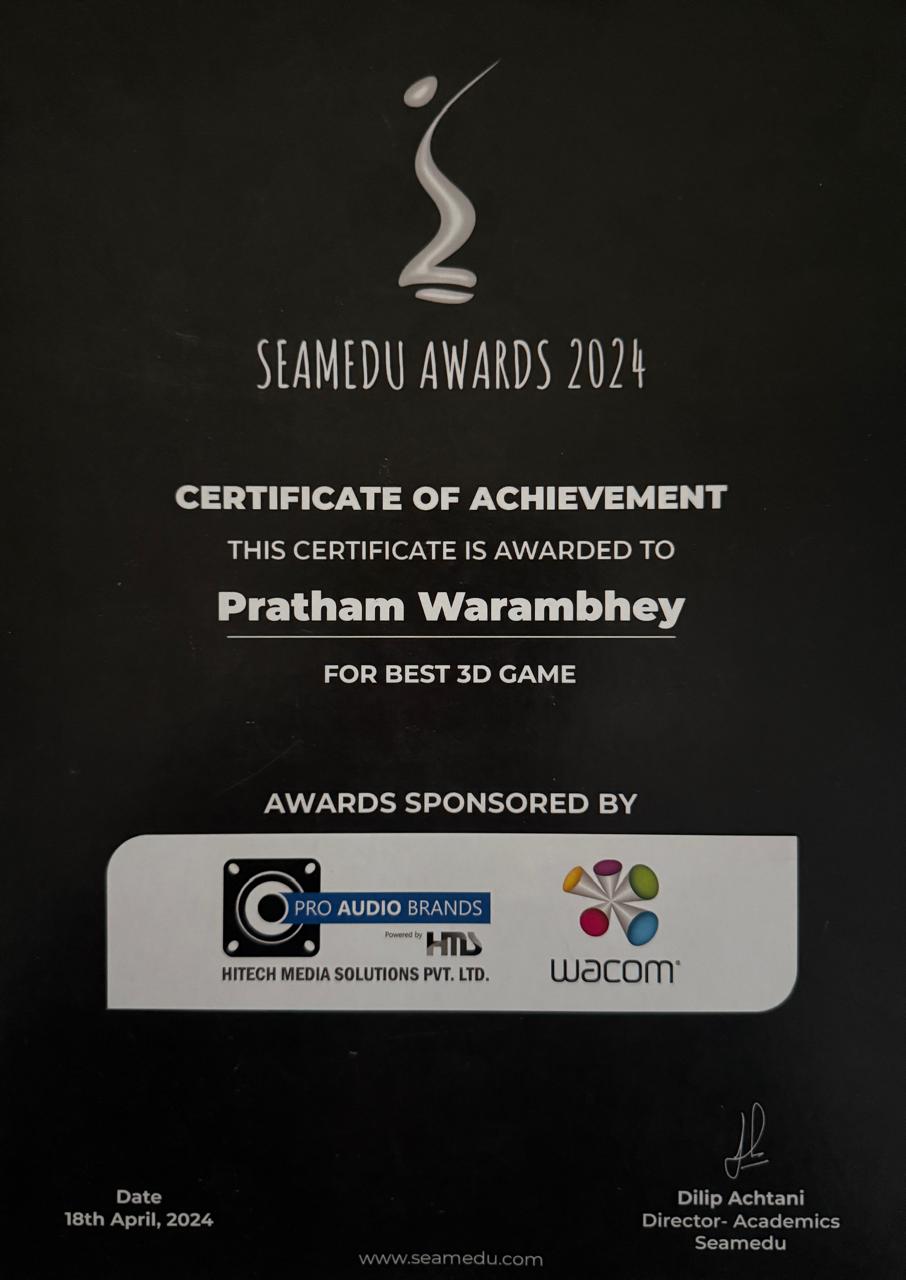 SEAMEDU AWARDS 2024
CERTIFICATE OF ACHIEVEMENT
THIS CERTIFICATE IS AWARDED TO
Pratham Warambhey
FOR BEST 3D GAME
AWARDS SPONSORED BY
PRO AUDIO BRANDS
Powered by HMS
HITECH MEDIA SOLUTIONS PVT. LTD.
wacom®
Date
18th April, 2024
Dilip Achtani
Director- Academics
Seamedu
www.seamedu.com